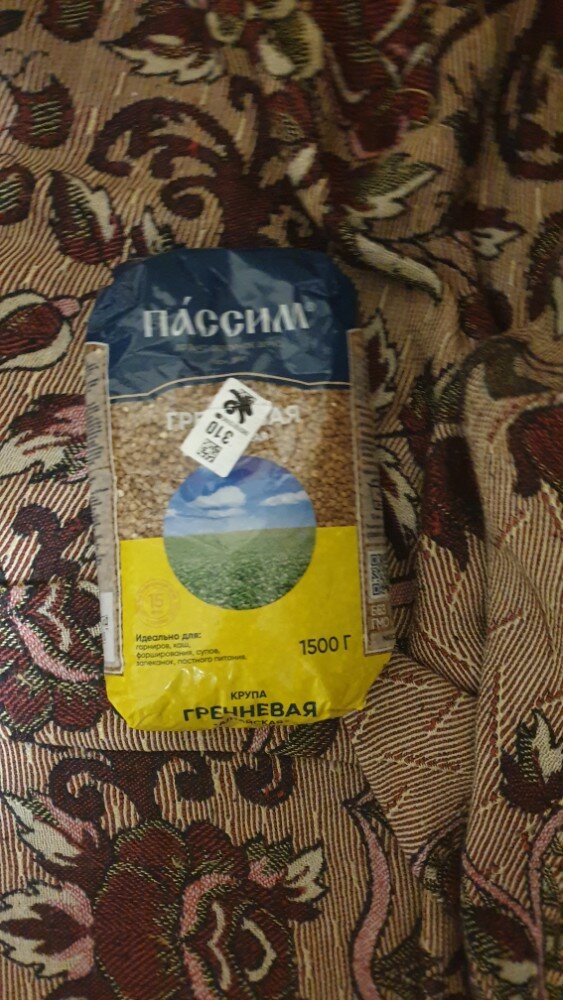 ПАССИМ
310
Идеально для:
гарниров, каш,
фарширования, супов,
запеканок, постного питания.
1500 Г
БЕЗ
ГМО
КРУПА
ГРЕЧНЕВАЯ